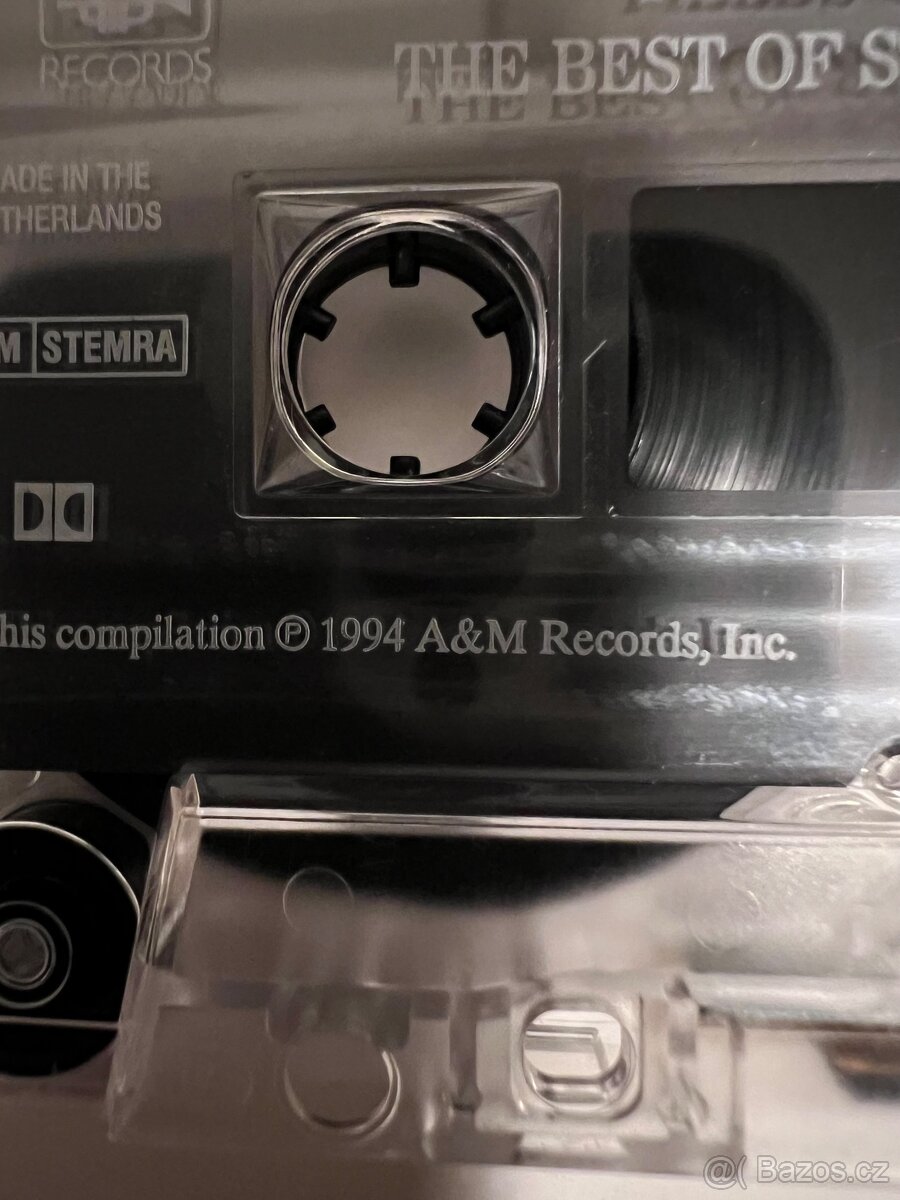 RECORDS
THE BEST OF S
ADE IN THE
THERLANDS
M STEMRA
his compilation ℗ 1994 A&M Records, Inc.
@( Bazos.cz